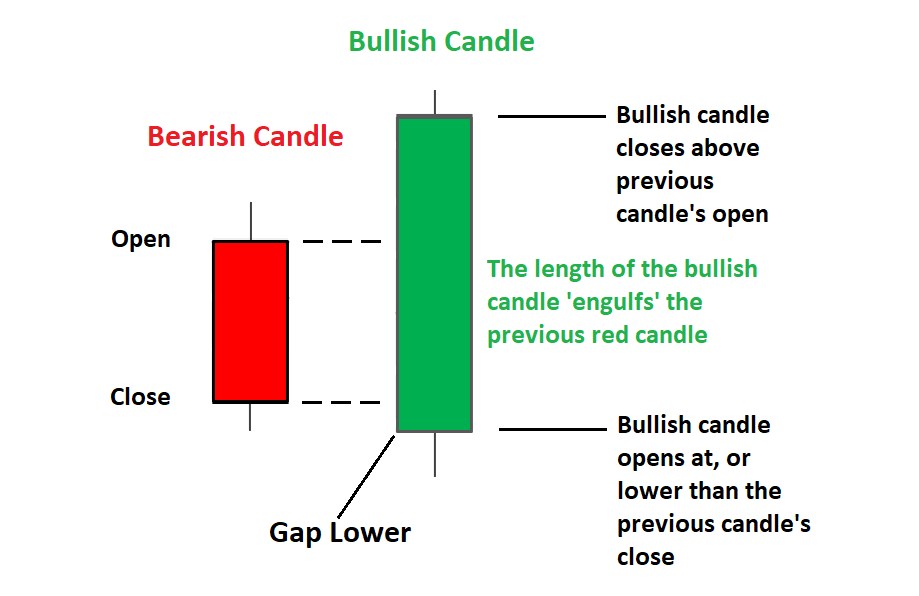 Bullish Candle
Bearish Candle
Bullish candle
closes above
previous
candle's open
Open
The length of the bullish
candle 'engulfs' the
previous red candle
Close
Bullish candle
opens at, or
lower than the
previous candle's
close
Gap Lower